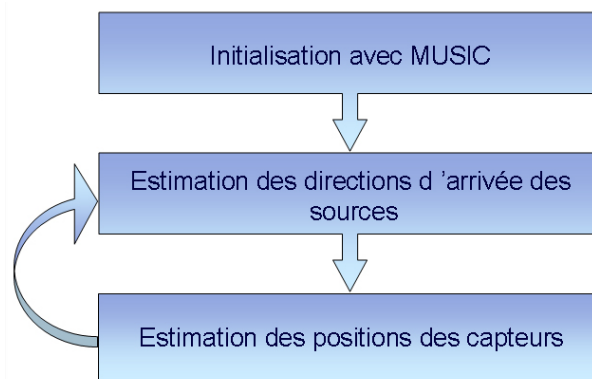 Initialisation avec MUSIC
Estimation des directions d ’arrivée des
sources
Estimation des positions des capteurs